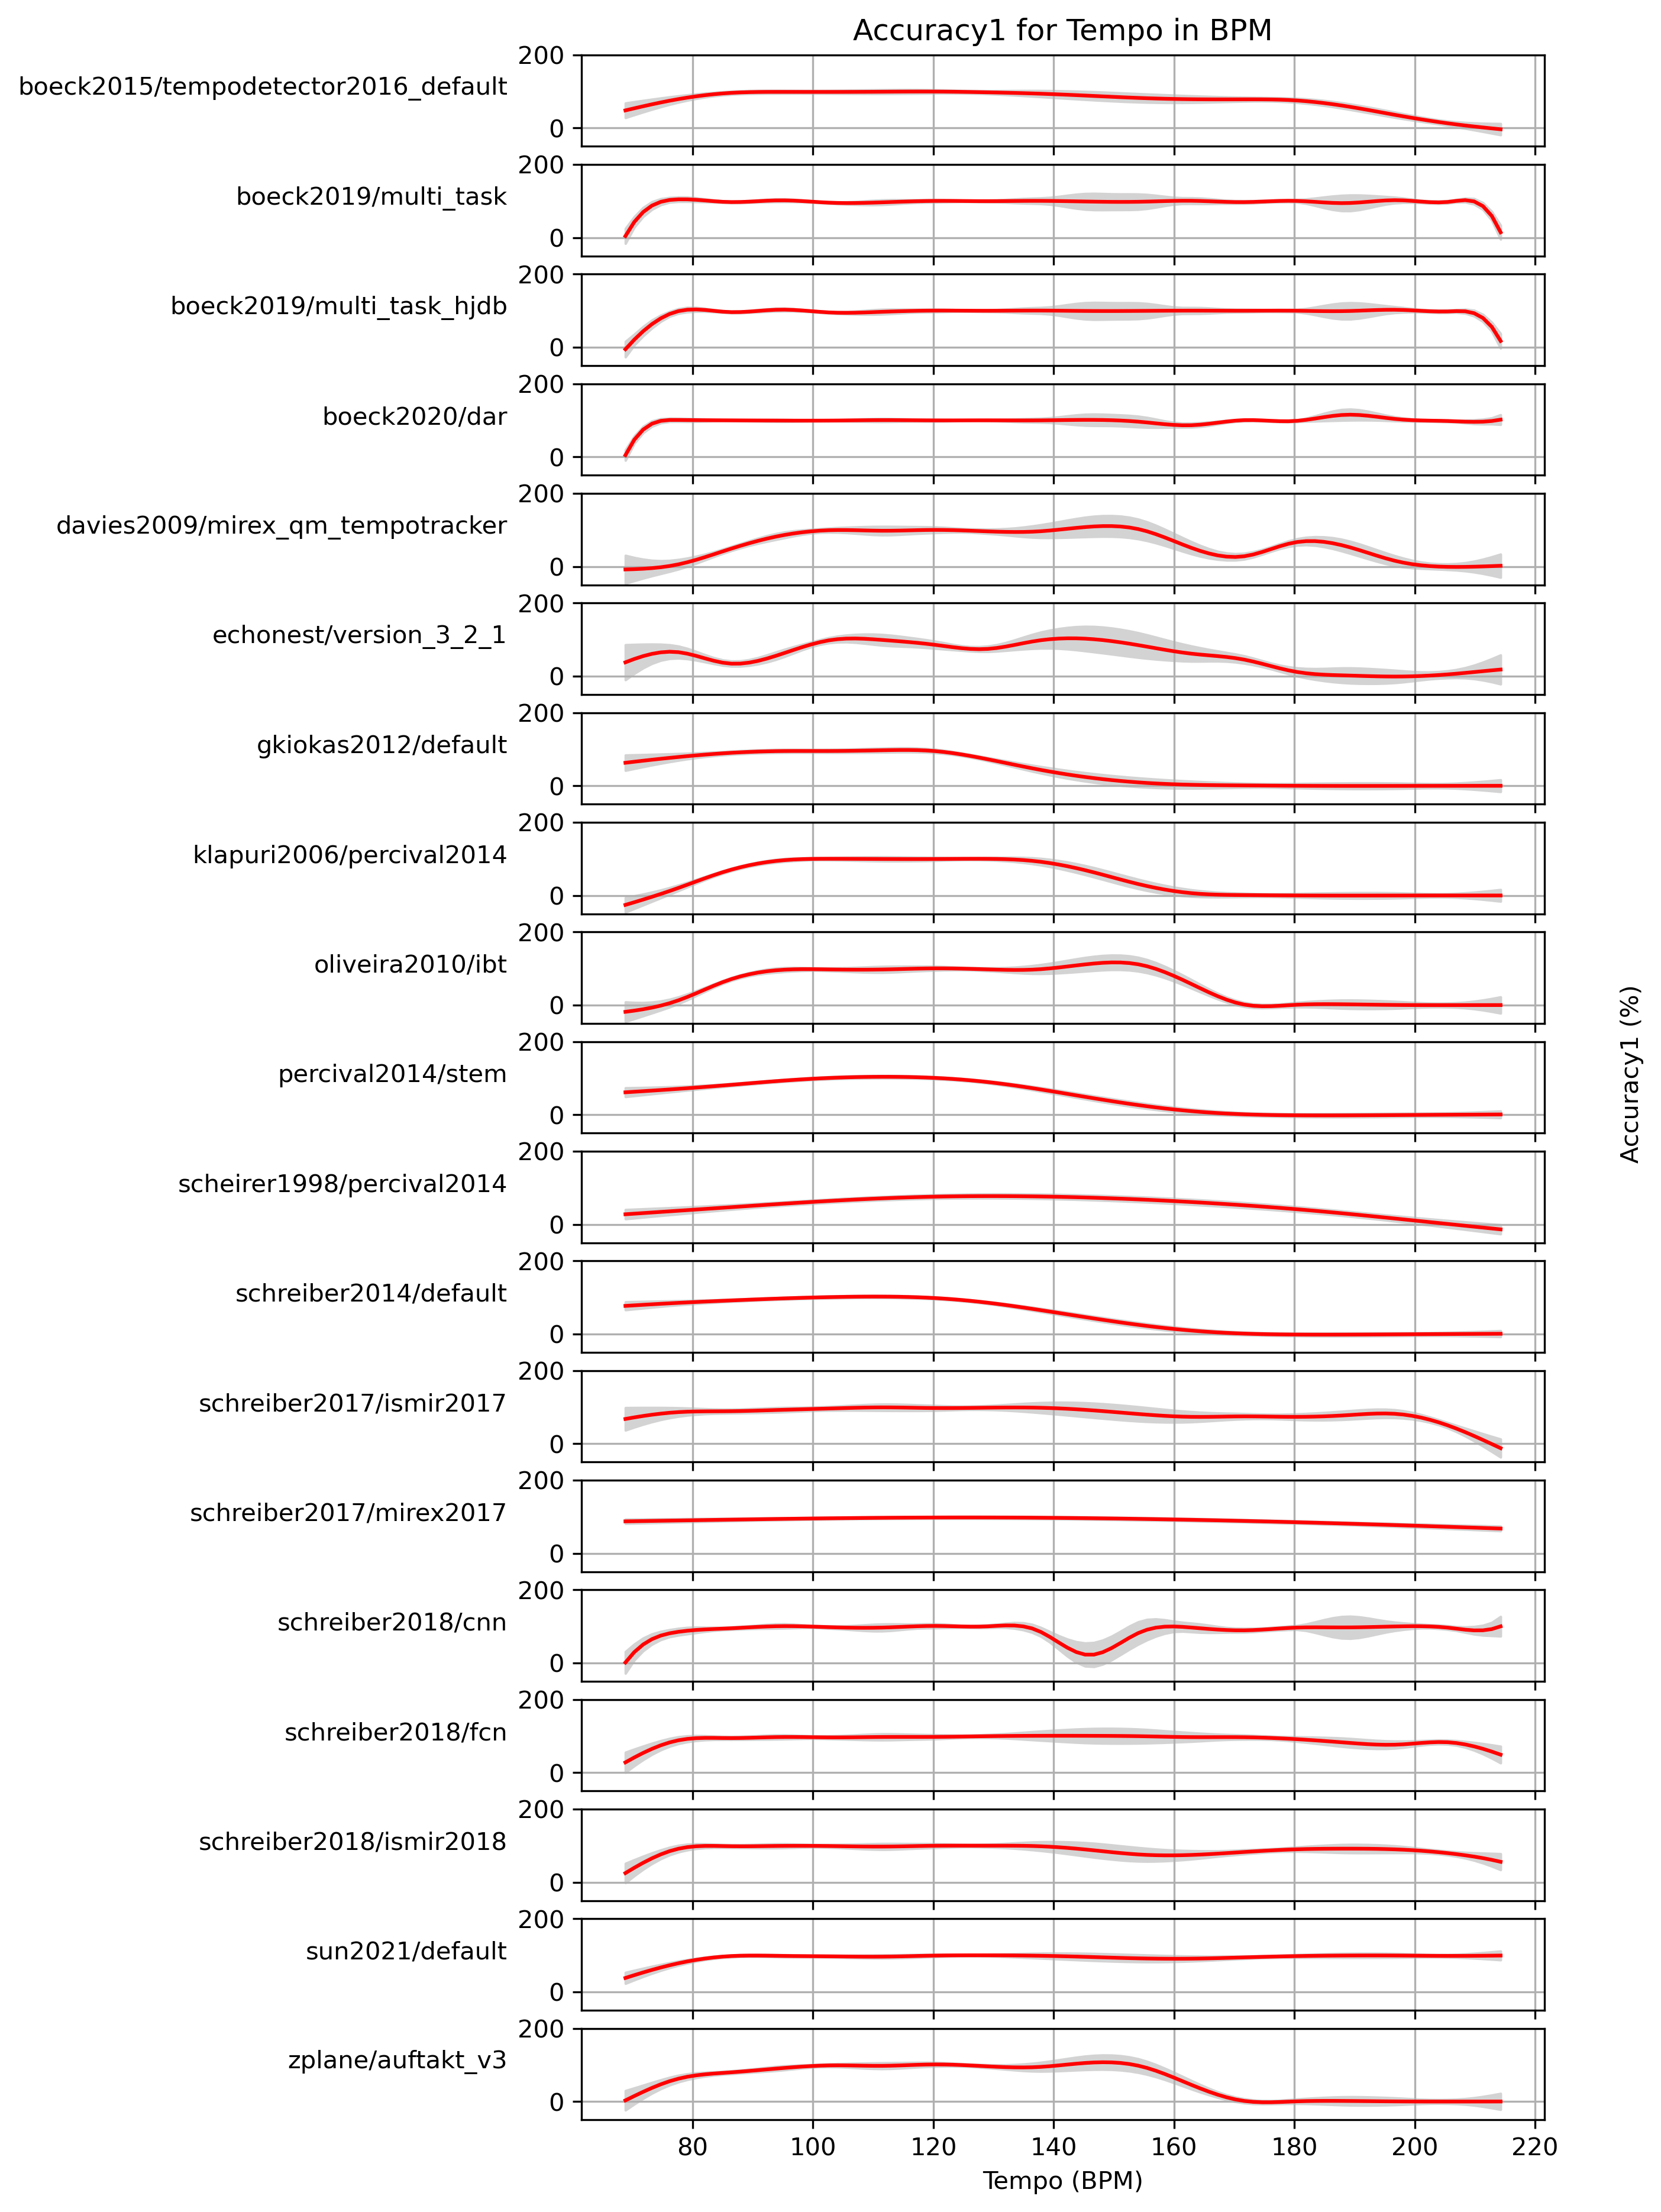 Accuracy1 for Tempo in BPM
200
boeck2015/tempodetector2016_default
0
200
boeck2019/multi_task
0
200
boeck2019/multi_task_hjdb
0
200
boeck2020/dar
0
200
davies2009/mirex_qm_tempotracker
0
200
echonest/version_3_2_1
0
200
gkiokas2012/default
0
200
klapuri2006/percival2014
0
200
oliveira2010/ibt
0
200
percival2014/stem
0
200
scheirer1998/percival2014
0
200
schreiber2014/default
0
200
schreiber2017/ismir2017
0
200
schreiber2017/mirex2017
0
200
schreiber2018/cnn
0
200
schreiber2018/fcn
0
200
schreiber2018/ismir2018
0
200
sun2021/default
0
200
zplane/auftakt_v3
0
80 100 120 140 160 180 200 220
Tempo (BPM)
Accuracy1 (%)